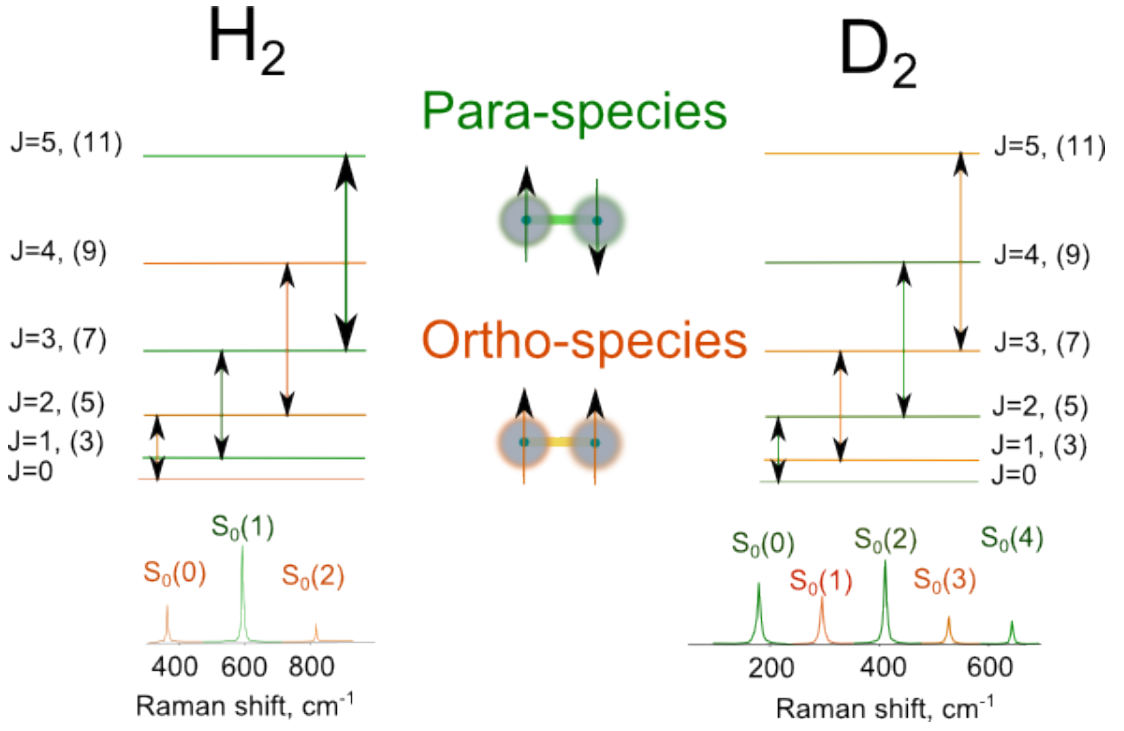 H₂
D₂
Para-species
Ortho-species
J=5, (11)
J=4, (9)
J=3, (7)
J=2, (5)
J=1, (3)
J=0
J=5, (11)
J=4, (9)
J=3, (7)
J=2, (5)
J=1, (3)
J=0
S₀(0)
S₀(1)
S₀(2)
400 600 800
Raman shift, cm⁻¹
S₀(0)
S₀(1)
S₀(2)
S₀(3)
S₀(4)
200 400 600
Raman shift, cm⁻¹